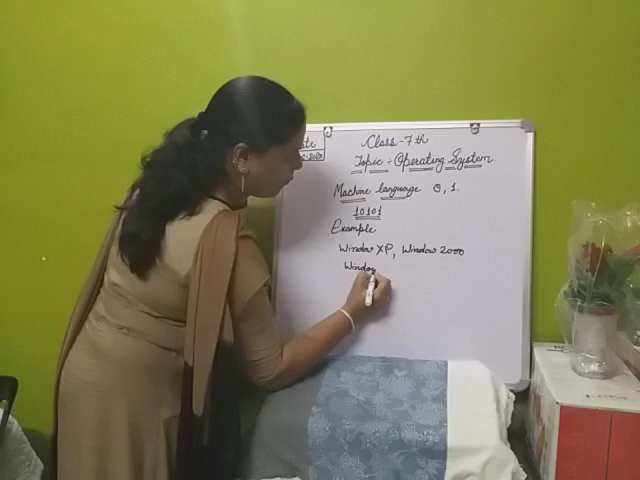 Class-7th
Topic ÷ Operating System
Machine language 0, 1.
10101
Example
Window XP, Window 2000
Window